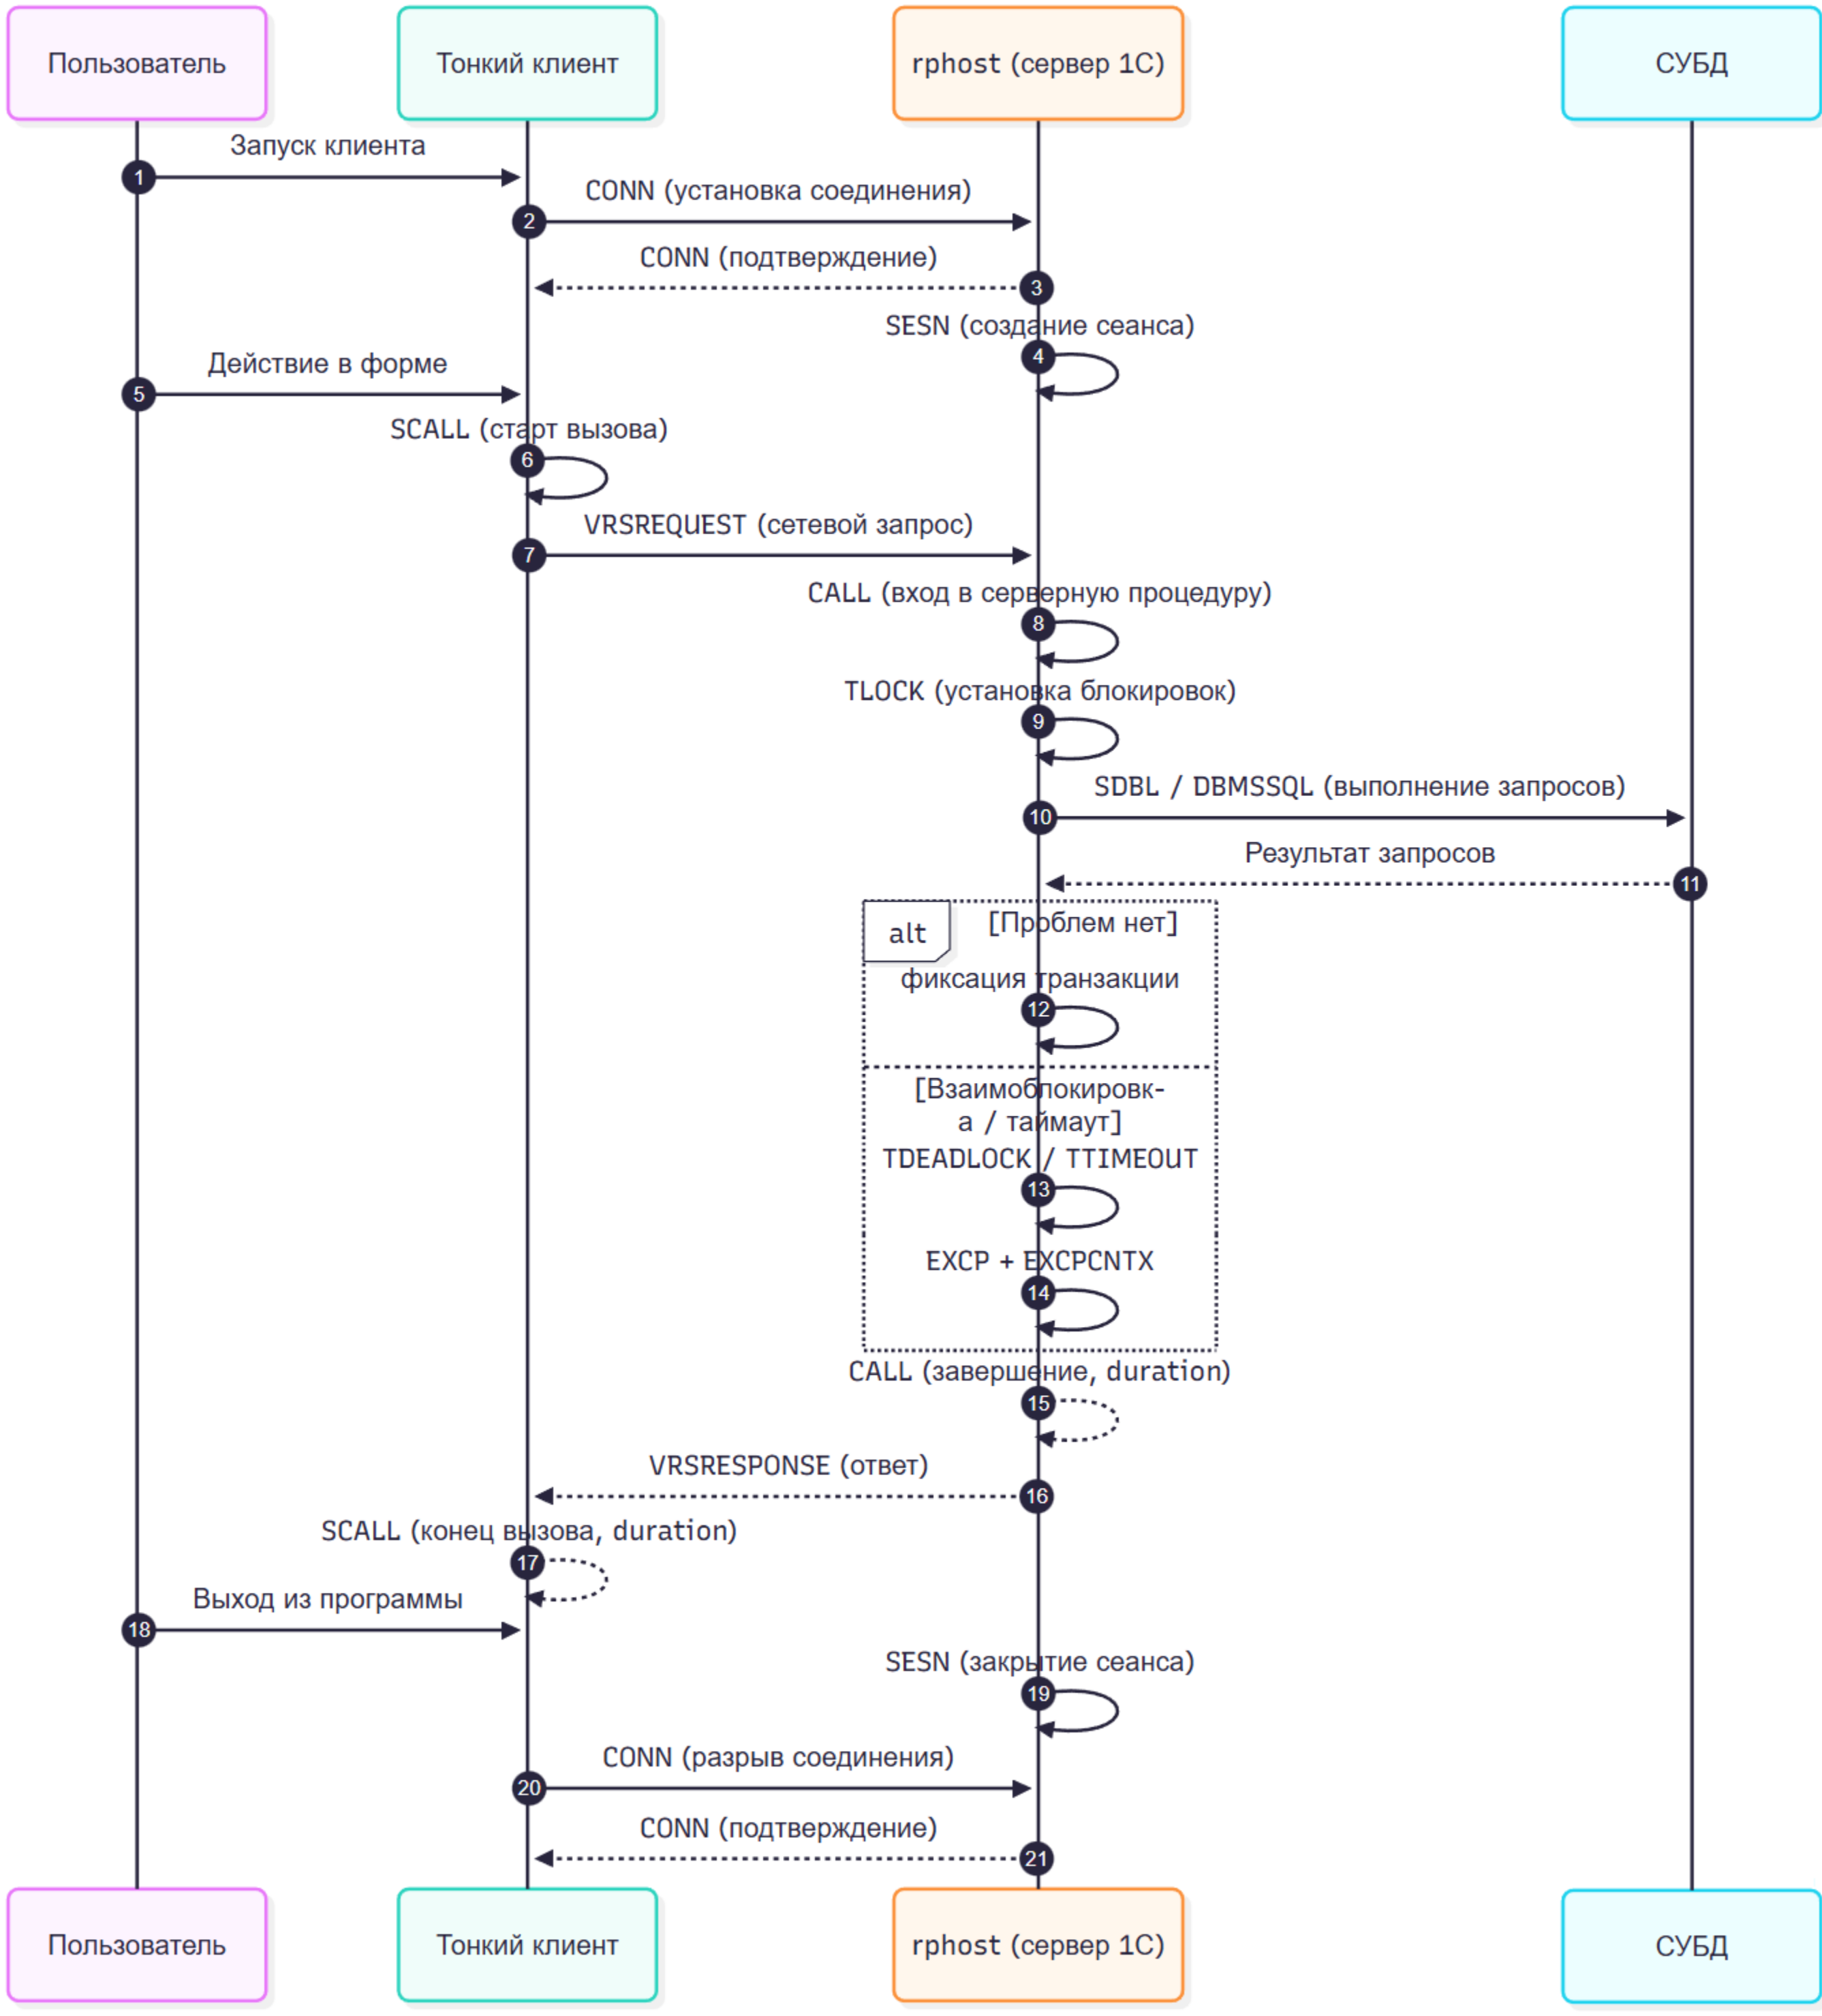 Пользователь
Тонкий клиент
rphost (сервер 1С)
СУБД
Запуск клиента
1
CONN (установка соединения)
2
CONN (подтверждение)
3
SESN (создание сеанса)
4
Действие в форме
5
SCALL (старт вызова)
6
VRSREQUEST (сетевой запрос)
7
CALL (вход в серверную процедуру)
8
TLOCK (установка блокировок)
9
SDBL / DBMSSQL (выполнение запросов)
10
Результат запросов
11
alt
[Проблем нет]
фиксация транзакции
12
[Взаимоблокировк-
а / таймаут]
TDEADLOCK / TTIMEOUT
13
EXCP + EXCPCNTX
14
CALL (завершение, duration)
15
VRSRESPONSE (ответ)
16
SCALL (конец вызова, duration)
17
Выход из программы
18
SESN (закрытие сеанса)
19
CONN (разрыв соединения)
20
CONN (подтверждение)
21
Пользователь
Тонкий клиент
rphost (сервер 1С)
СУБД